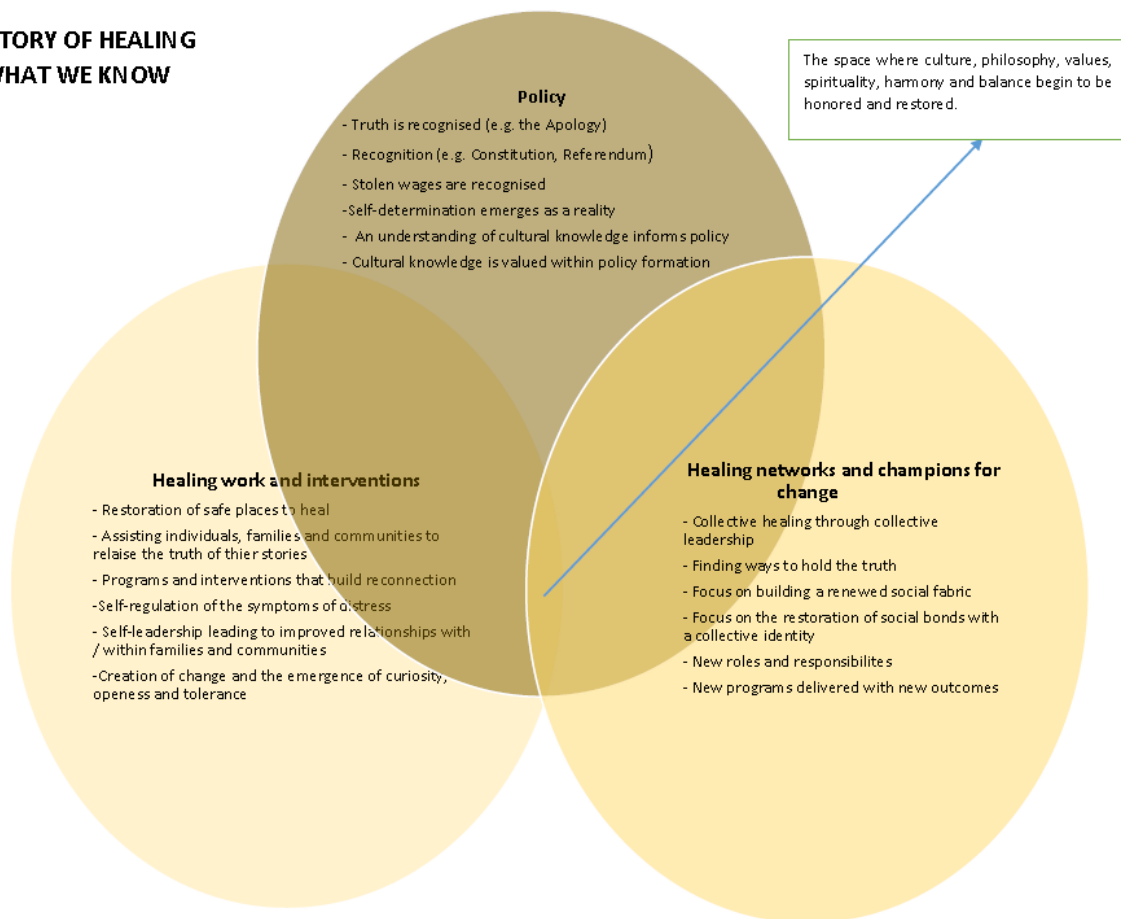 TORY OF HEALING
WHAT WE KNOW
The space where culture, philosophy, values,
spirituality, harmony and balance begin to be
honored and restored.
Policy
- Truth is recognised (e.g. the Apology)
- Recognition (e.g. Constitution, Referendum)
- Stolen wages are recognised
-Self-determination emerges as a reality
- An understanding of cultural knowledge informs policy
- Cultural knowledge is valued within policy formation
Healing work and interventions
- Restoration of safe places to heal
- Assisting individuals, families and communities to
relaise the truth of thier stories
- Programs and interventions that build reconnection
-Self-regulation of the symptoms of distress
- Self-leadership leading to improved relationships with
/ within families and communities
-Creation of change and the emergence of curiosity,
openess and tolerance
Healing networks and champions for
change
- Collective healing through collective
leadership
- Finding ways to hold the truth
- Focus on building a renewed social fabric
- Focus on the restoration of social bonds with
a collective identity
- New roles and responsibilites
- New programs delivered with new outcomes